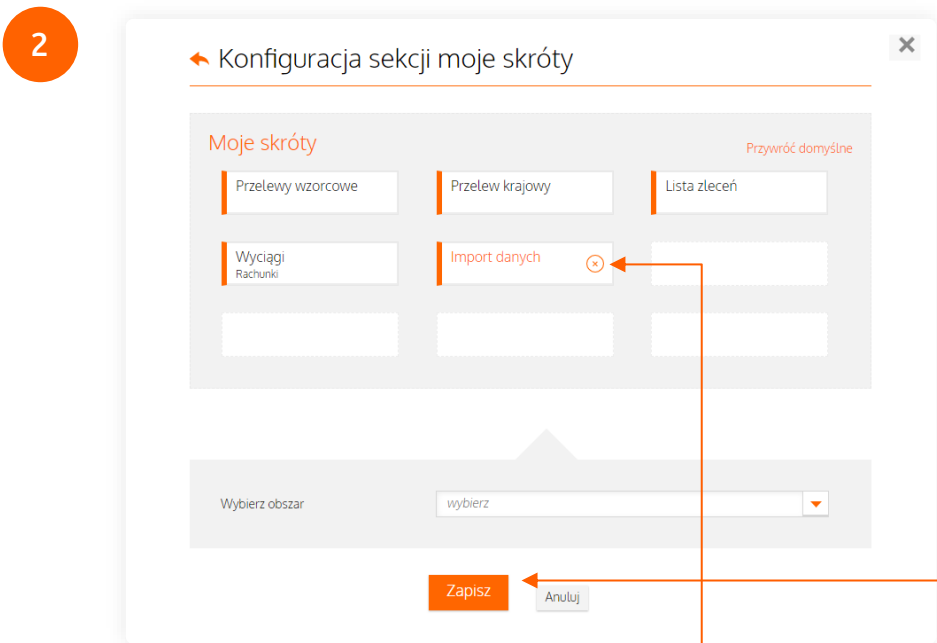 2
Konfiguracja sekcji moje skróty
Moje skróty
Przywróć domyślne
Przelewy wzorcowe
Przelew krajowy
Lista zleceń
Wyciągi
Rachunki
Import danych
Wybierz obszar
wybierz
Zapisz
Anuluj